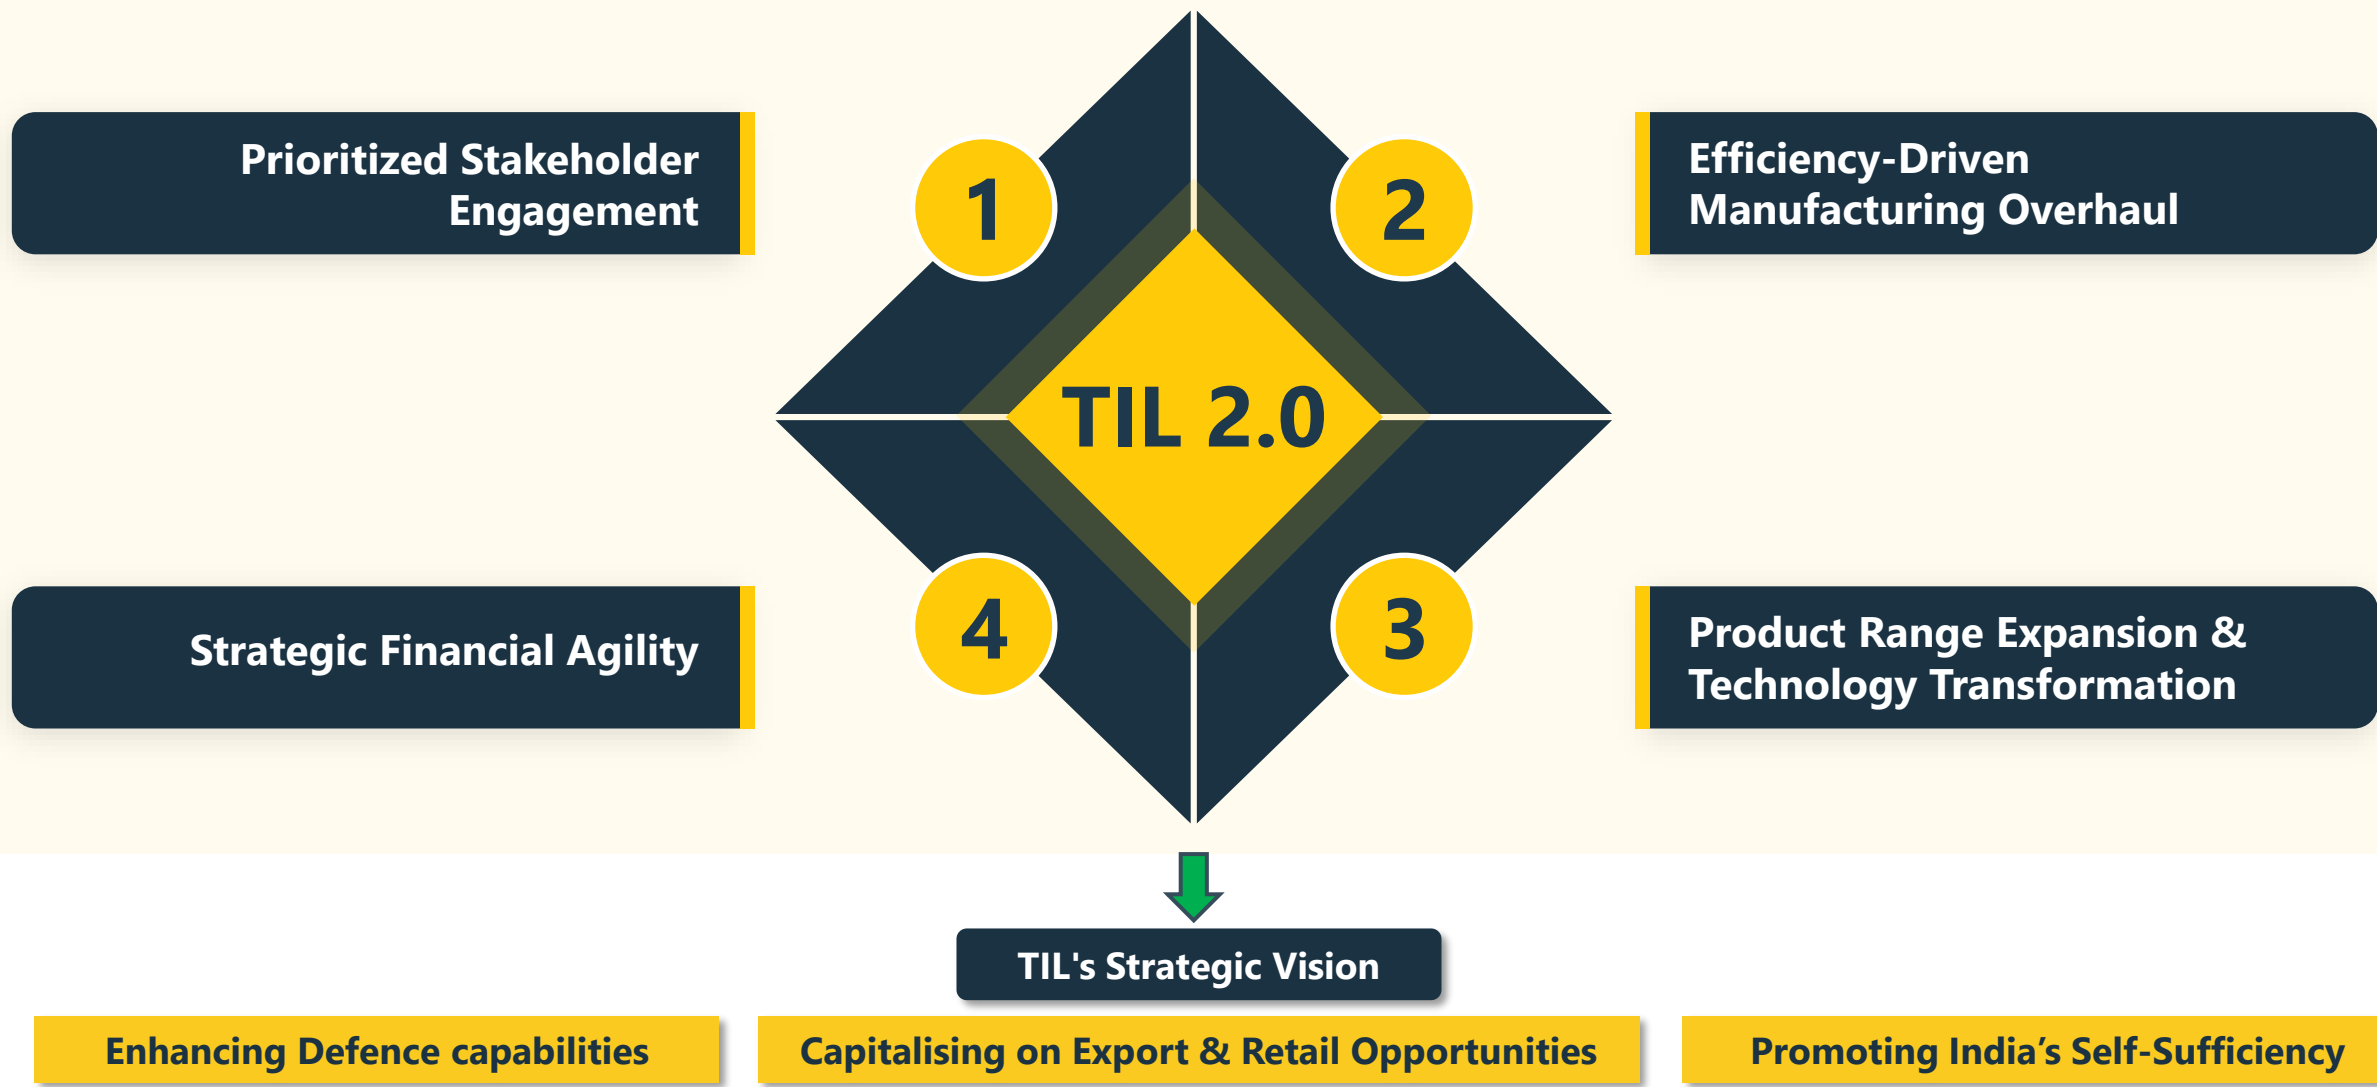 Prioritized Stakeholder
Engagement
1
2
Efficiency-Driven
Manufacturing Overhaul
TIL 2.0
Strategic Financial Agility
4
3
Product Range Expansion &
Technology Transformation
TIL's Strategic Vision
Enhancing Defence capabilities
Capitalising on Export & Retail Opportunities
Promoting India’s Self-Sufficiency